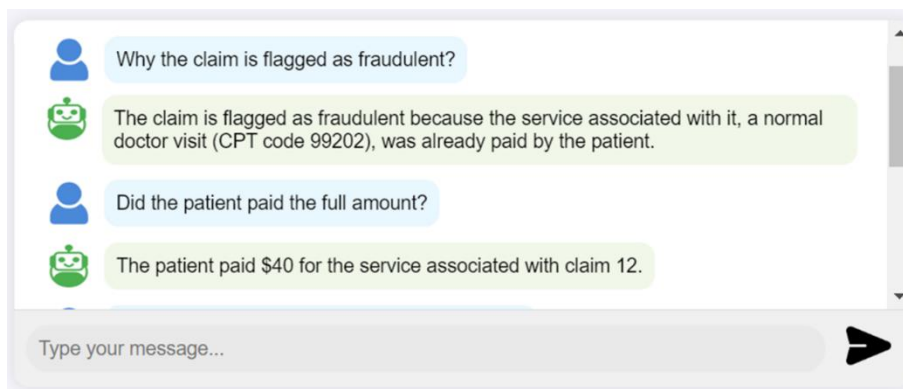 Why the claim is flagged as fraudulent?
The claim is flagged as fraudulent because the service associated with it, a normal
doctor visit (CPT code 99202), was already paid by the patient.
Did the patient paid the full amount?
The patient paid $40 for the service associated with claim 12.
Type your message...